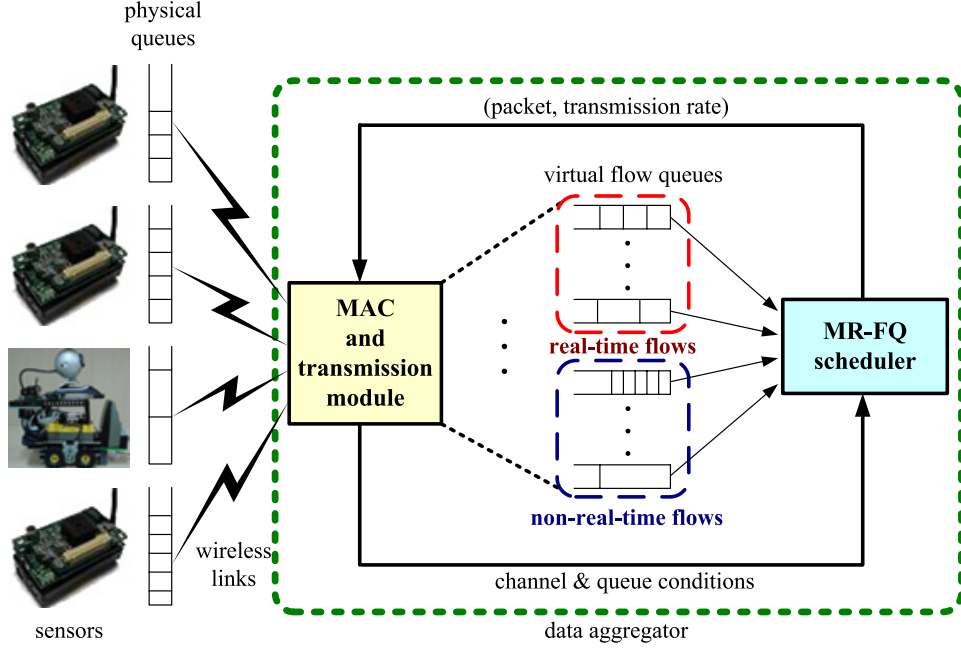 physical
queues
(packet, transmission rate)
virtual flow queues
MAC
and
transmission
module
real-time flows
MR-FQ
scheduler
non-real-time flows
wireless
links
channel & queue conditions
sensors
data aggregator